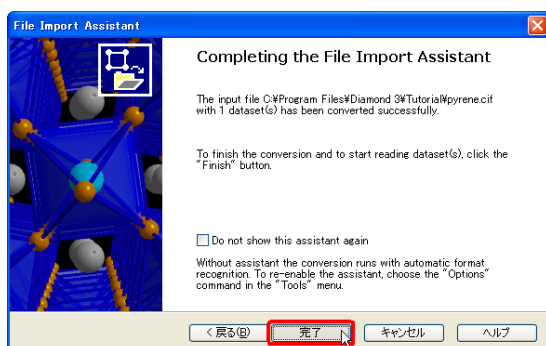 File Import Assistant
Completing the File Import Assistant
The input file C:¥Program Files¥Diamond 3¥Tutorial¥pyrene.cif
with 1 dataset(s) has been converted successfully.
To finish the conversion and to start reading dataset(s), click the
"Finish" button.
Do not show this assistant again
Without assistant the conversion runs with automatic format
recognition. To re-enable the assistant, choose the "Options"
command in the "Tools" menu.
< 戻る(B) 完了 キャンセル ヘルプ